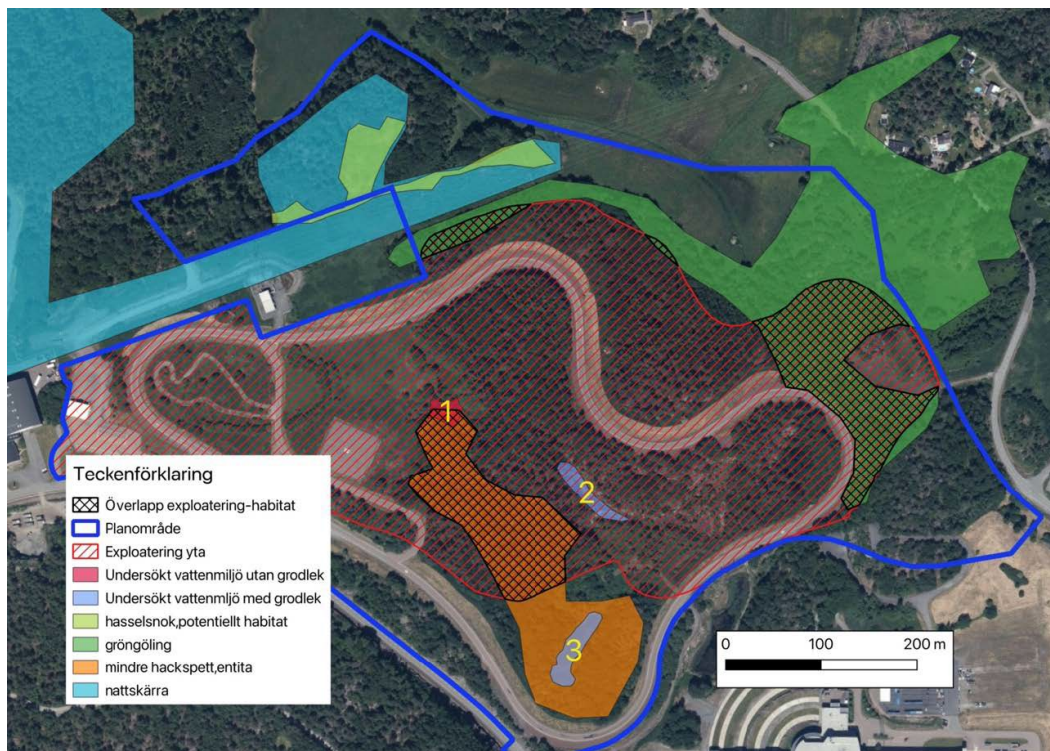 1
2
3
Teckenförklaring
Överlapp exploatering-habitat
Planområde
Exploatering yta
Undersökt vattenmiljö utan grodlek
Undersökt vattenmljö med grodlek
hasselsnok,potentiellt habitat
gröngöling
mindre hackspett,entita
nattskärra
0 100 200 m